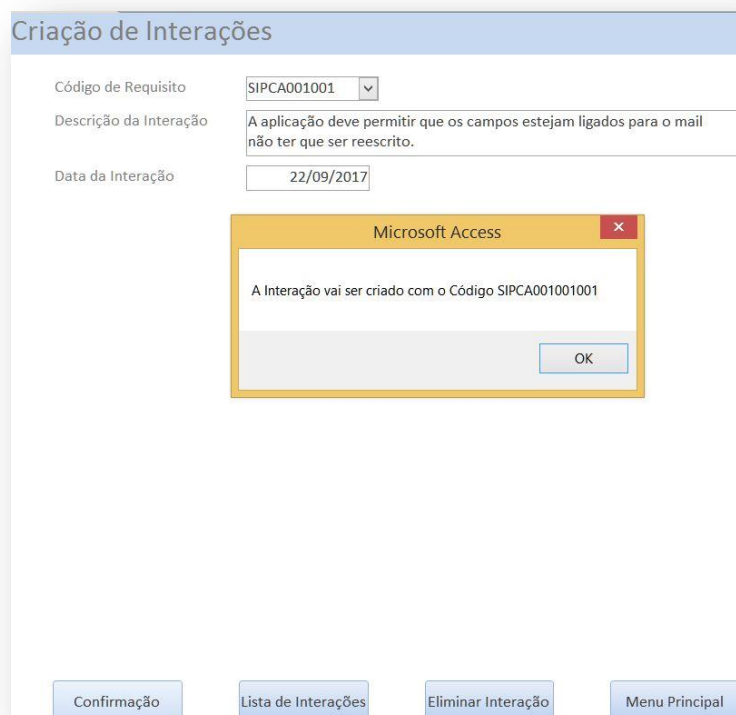 Criação de Interações
Código de Requisito SIPCA001001
Descrição da Interação A aplicação deve permitir que os campos estejam ligados para o mail
não ter que ser reescrito.
Data da Interação 22/09/2017
Microsoft Access
A Interação vai ser criado com o Código SIPCA001001001
OK
Confirmação Lista de Interações Eliminar Interação Menu Principal